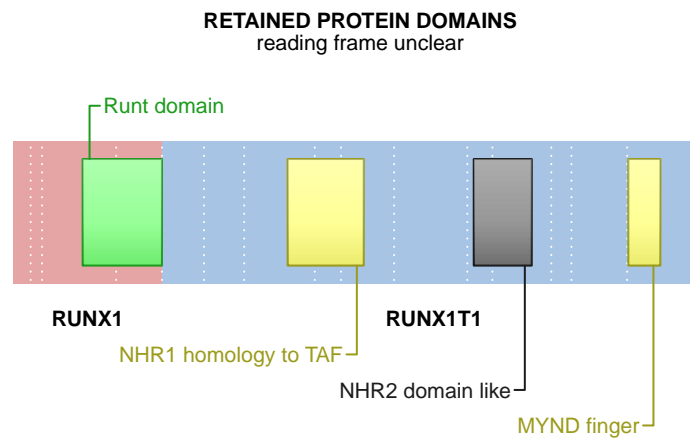 RETAINED PROTEIN DOMAINS
reading frame unclear
Runt domain
RUNX1
RUNX1T1
NHR1 homology to TAF
NHR2 domain like
MYND finger